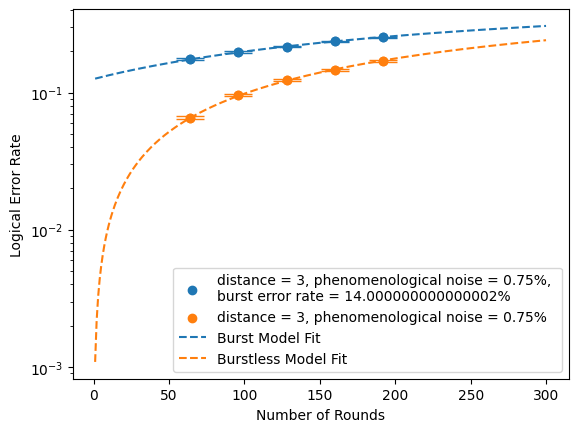 Logical Error Rate
10⁻¹
10⁻²
10⁻³
distance = 3, phenomenological noise = 0.75%,
burst error rate = 14.000000000000002%
distance = 3, phenomenological noise = 0.75%
Burst Model Fit
Burstless Model Fit
0 50 100 150 200 250 300
Number of Rounds